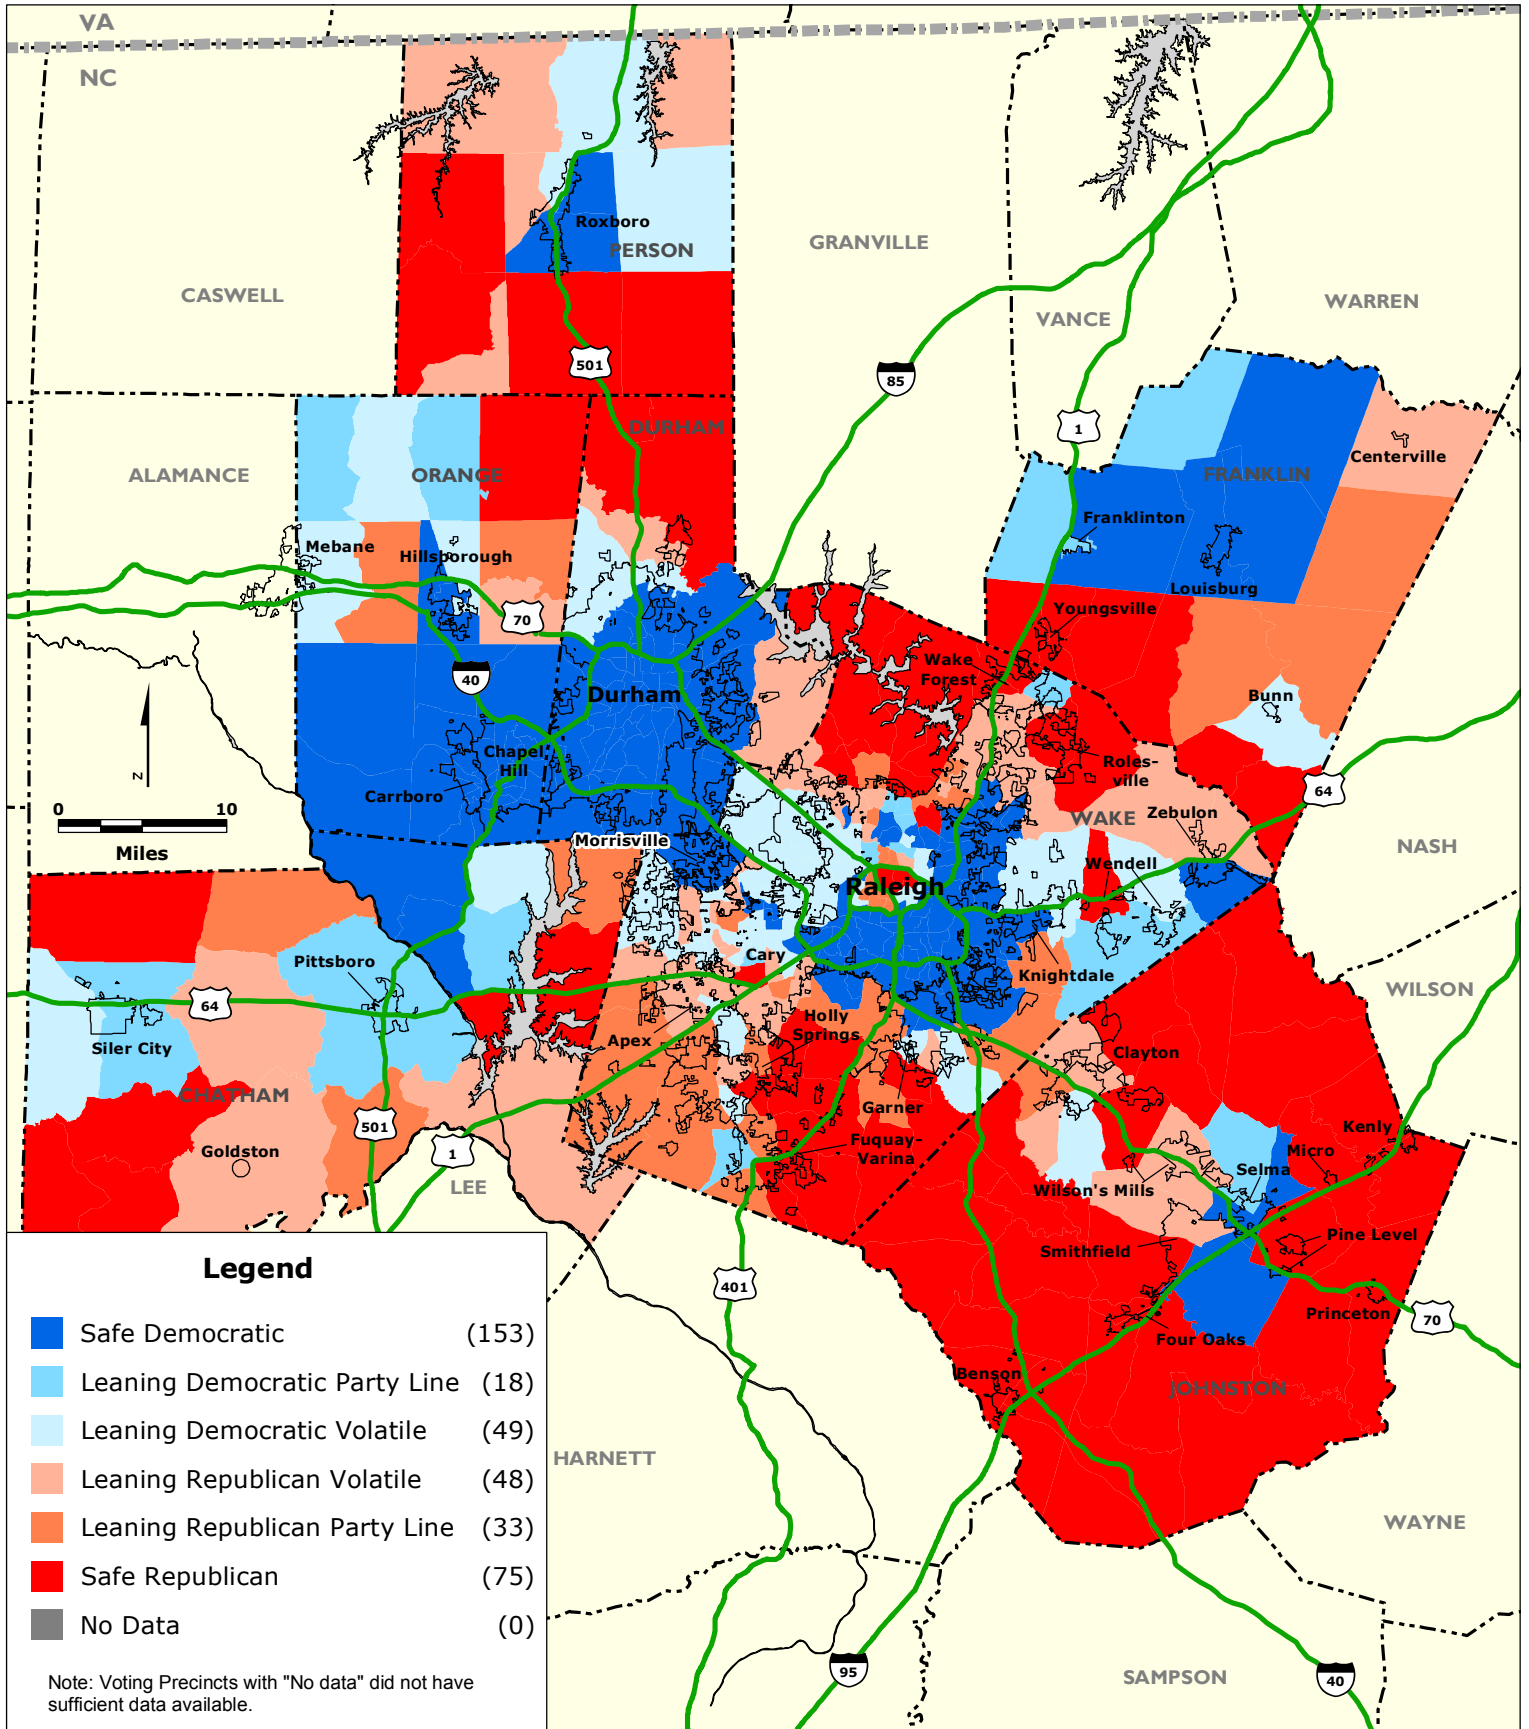 VA
NC
CASWELL
Roxboro
PERSON
GRANVILLE
VANCE
WARREN
501
85
1
ALAMANCE
ORANGE
DURHAM
FRANKLIN
Centerville
Mebane
Hillsborough
Franklinton
Louisburg
Youngsville
70
40
Durham
Wake
Forest
Bunn
Chapel
Hill
Carrboro
Roles-
ville
64
N
0
10
Miles
Morrisville
WAKE
Zebulon
NASH
Wendell
Raleigh
Pittsboro
Cary
Knightdale
WILSON
64
Siler City
Apex
Holly
Springs
Clayton
CHATHAM
Garner
501
Goldston
1
LEE
Fuquay-
Varina
Kenly
Micro
Selma
Wilson's Mills
Smithfield
Pine Level
401
Princeton
70
Four Oaks
Benson
JOHNSTON
HARNETT
WAYNE
95
SAMPSON
40
Legend
Safe Democratic (153)
Leaning Democratic Party Line (18)
Leaning Democratic Volatile (49)
Leaning Republican Volatile (48)
Leaning Republican Party Line (33)
Safe Republican (75)
No Data (0)
Note: Voting Precincts with "No data" did not have
sufficient data available.